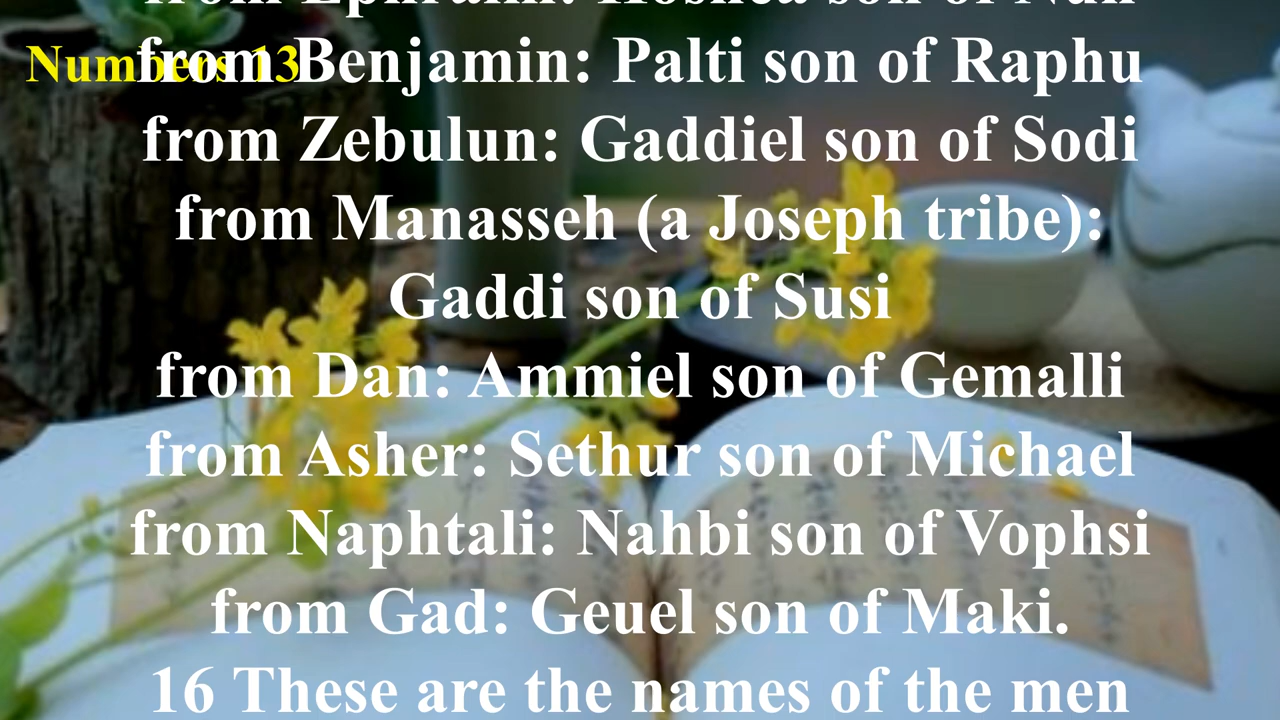 from Ephraim: Hoshea son of Nun
Numbers 13
from Benjamin: Palti son of Raphu
from Zebulun: Gaddiel son of Sodi
from Manasseh (a Joseph tribe):
Gaddi son of Susi
from Dan: Ammiel son of Gemalli
from Asher: Sethur son of Michael
from Naphtali: Nahbi son of Vophsi
from Gad: Geuel son of Maki.
16 These are the names of the men